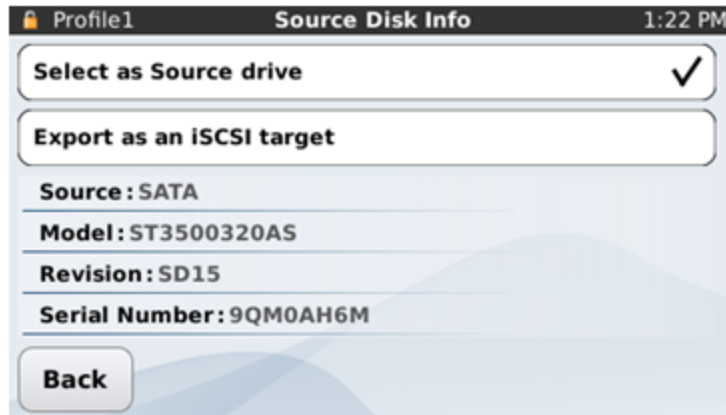 Profile1 Source Disk Info 1:22 PM
Select as Source drive
Export as an iSCSI target
Source: SATA
Model: ST3500320AS
Revision: SD15
Serial Number: 9QM0AH6M
Back